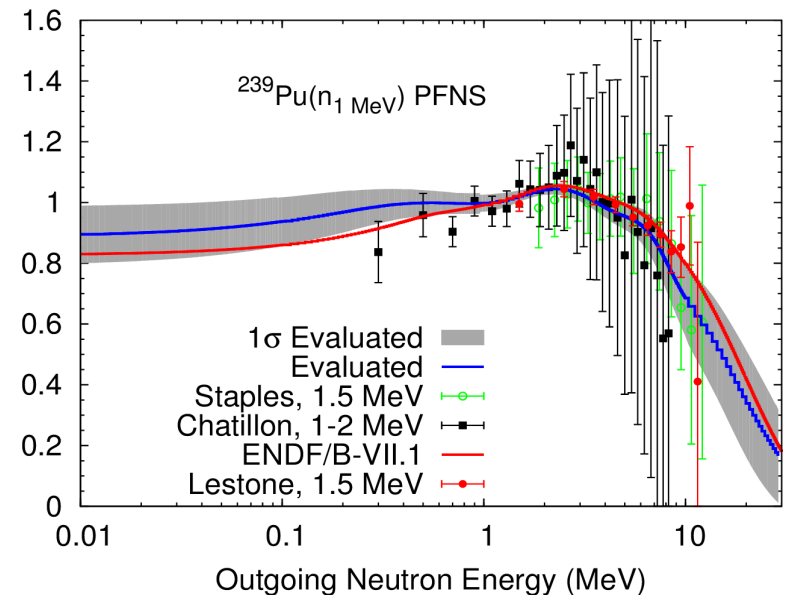 1.6
1.4
1.2
1
0.8
0.6
0.4
0.2
0
²³⁹Pu(n₁ MeV) PFNS
1σ Evaluated
Evaluated
Staples, 1.5 MeV
Chatillon, 1-2 MeV
ENDF/B-VII.1
Lestone, 1.5 MeV
0.01 0.1 1 10
Outgoing Neutron Energy (MeV)